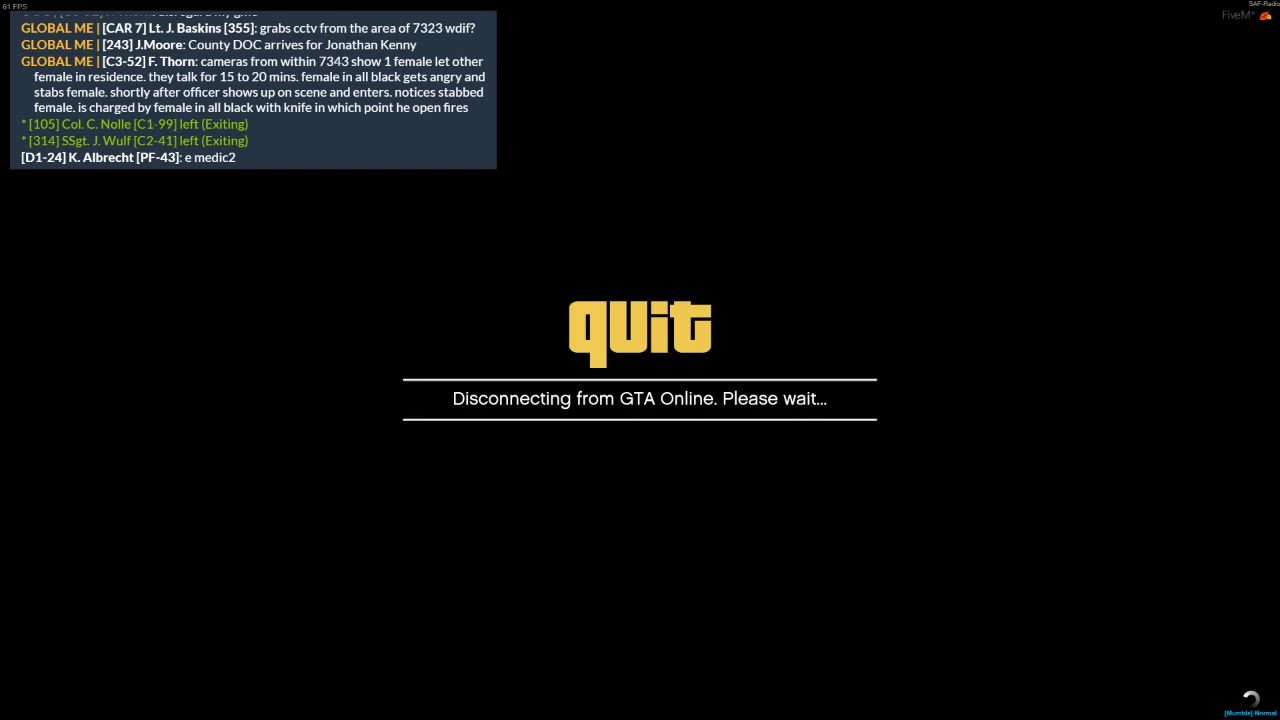 61 FPS
SAF-Radio
FiveM*
GLOBAL ME | [CAR 7] Lt. J. Baskins [355]: grabs cctv from the area of 7323 wdif?
GLOBAL ME | [243] J.Moore: County DOC arrives for Jonathan Kenny
GLOBAL ME | [C3-52] F. Thorn: cameras from within 7343 show 1 female let other
female in residence. they talk for 15 to 20 mins. female in all black gets angry and
stabs female. shortly after officer shows up on scene and enters. notices stabbed
female. is charged by female in all black with knife in which point he open fires
* [105] Col. C. Nolle [C1-99] left (Exiting)
* [314] SSgt. J. Wulf [C2-41] left (Exiting)
[D1-24] K. Albrecht [PF-43]: e medic2
quit
Disconnecting from GTA Online. Please wait...
[Mumble] Normal